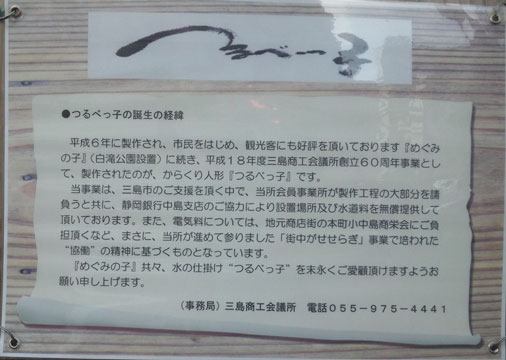 つるべっ子
●つるべっ子の誕生の経緯
平成6年に製作され、市民をはじめ、観光客にも好評を頂いております『めぐみ
の子』(白滝公園設置)に続き、平成18年度三島商工会議所創立60周年事業とし
て、製作されたのが、からくり人形『つるべっ子』です。
当事業は、三島市のご支援を頂く中で、当所会員事業所が製作工程の大部分を請
負うと共に、静岡銀行中島支店のご協力により設置場所及び水道料を無償提供して
頂いております。また、電気料については、地元商店街の本町小中島商栄会にご負
担頂くなど、まさに、当所が進めて参りました「街中がせせらぎ」事業で培われた
“協働”の精神に基づくものとなっています。
『めぐみの子』共々、水の仕掛け“つるべっ子”を末永くご愛顧頂けますようお
願い申し上げます。
(事務局)三島商工会議所 電話055-975-4441